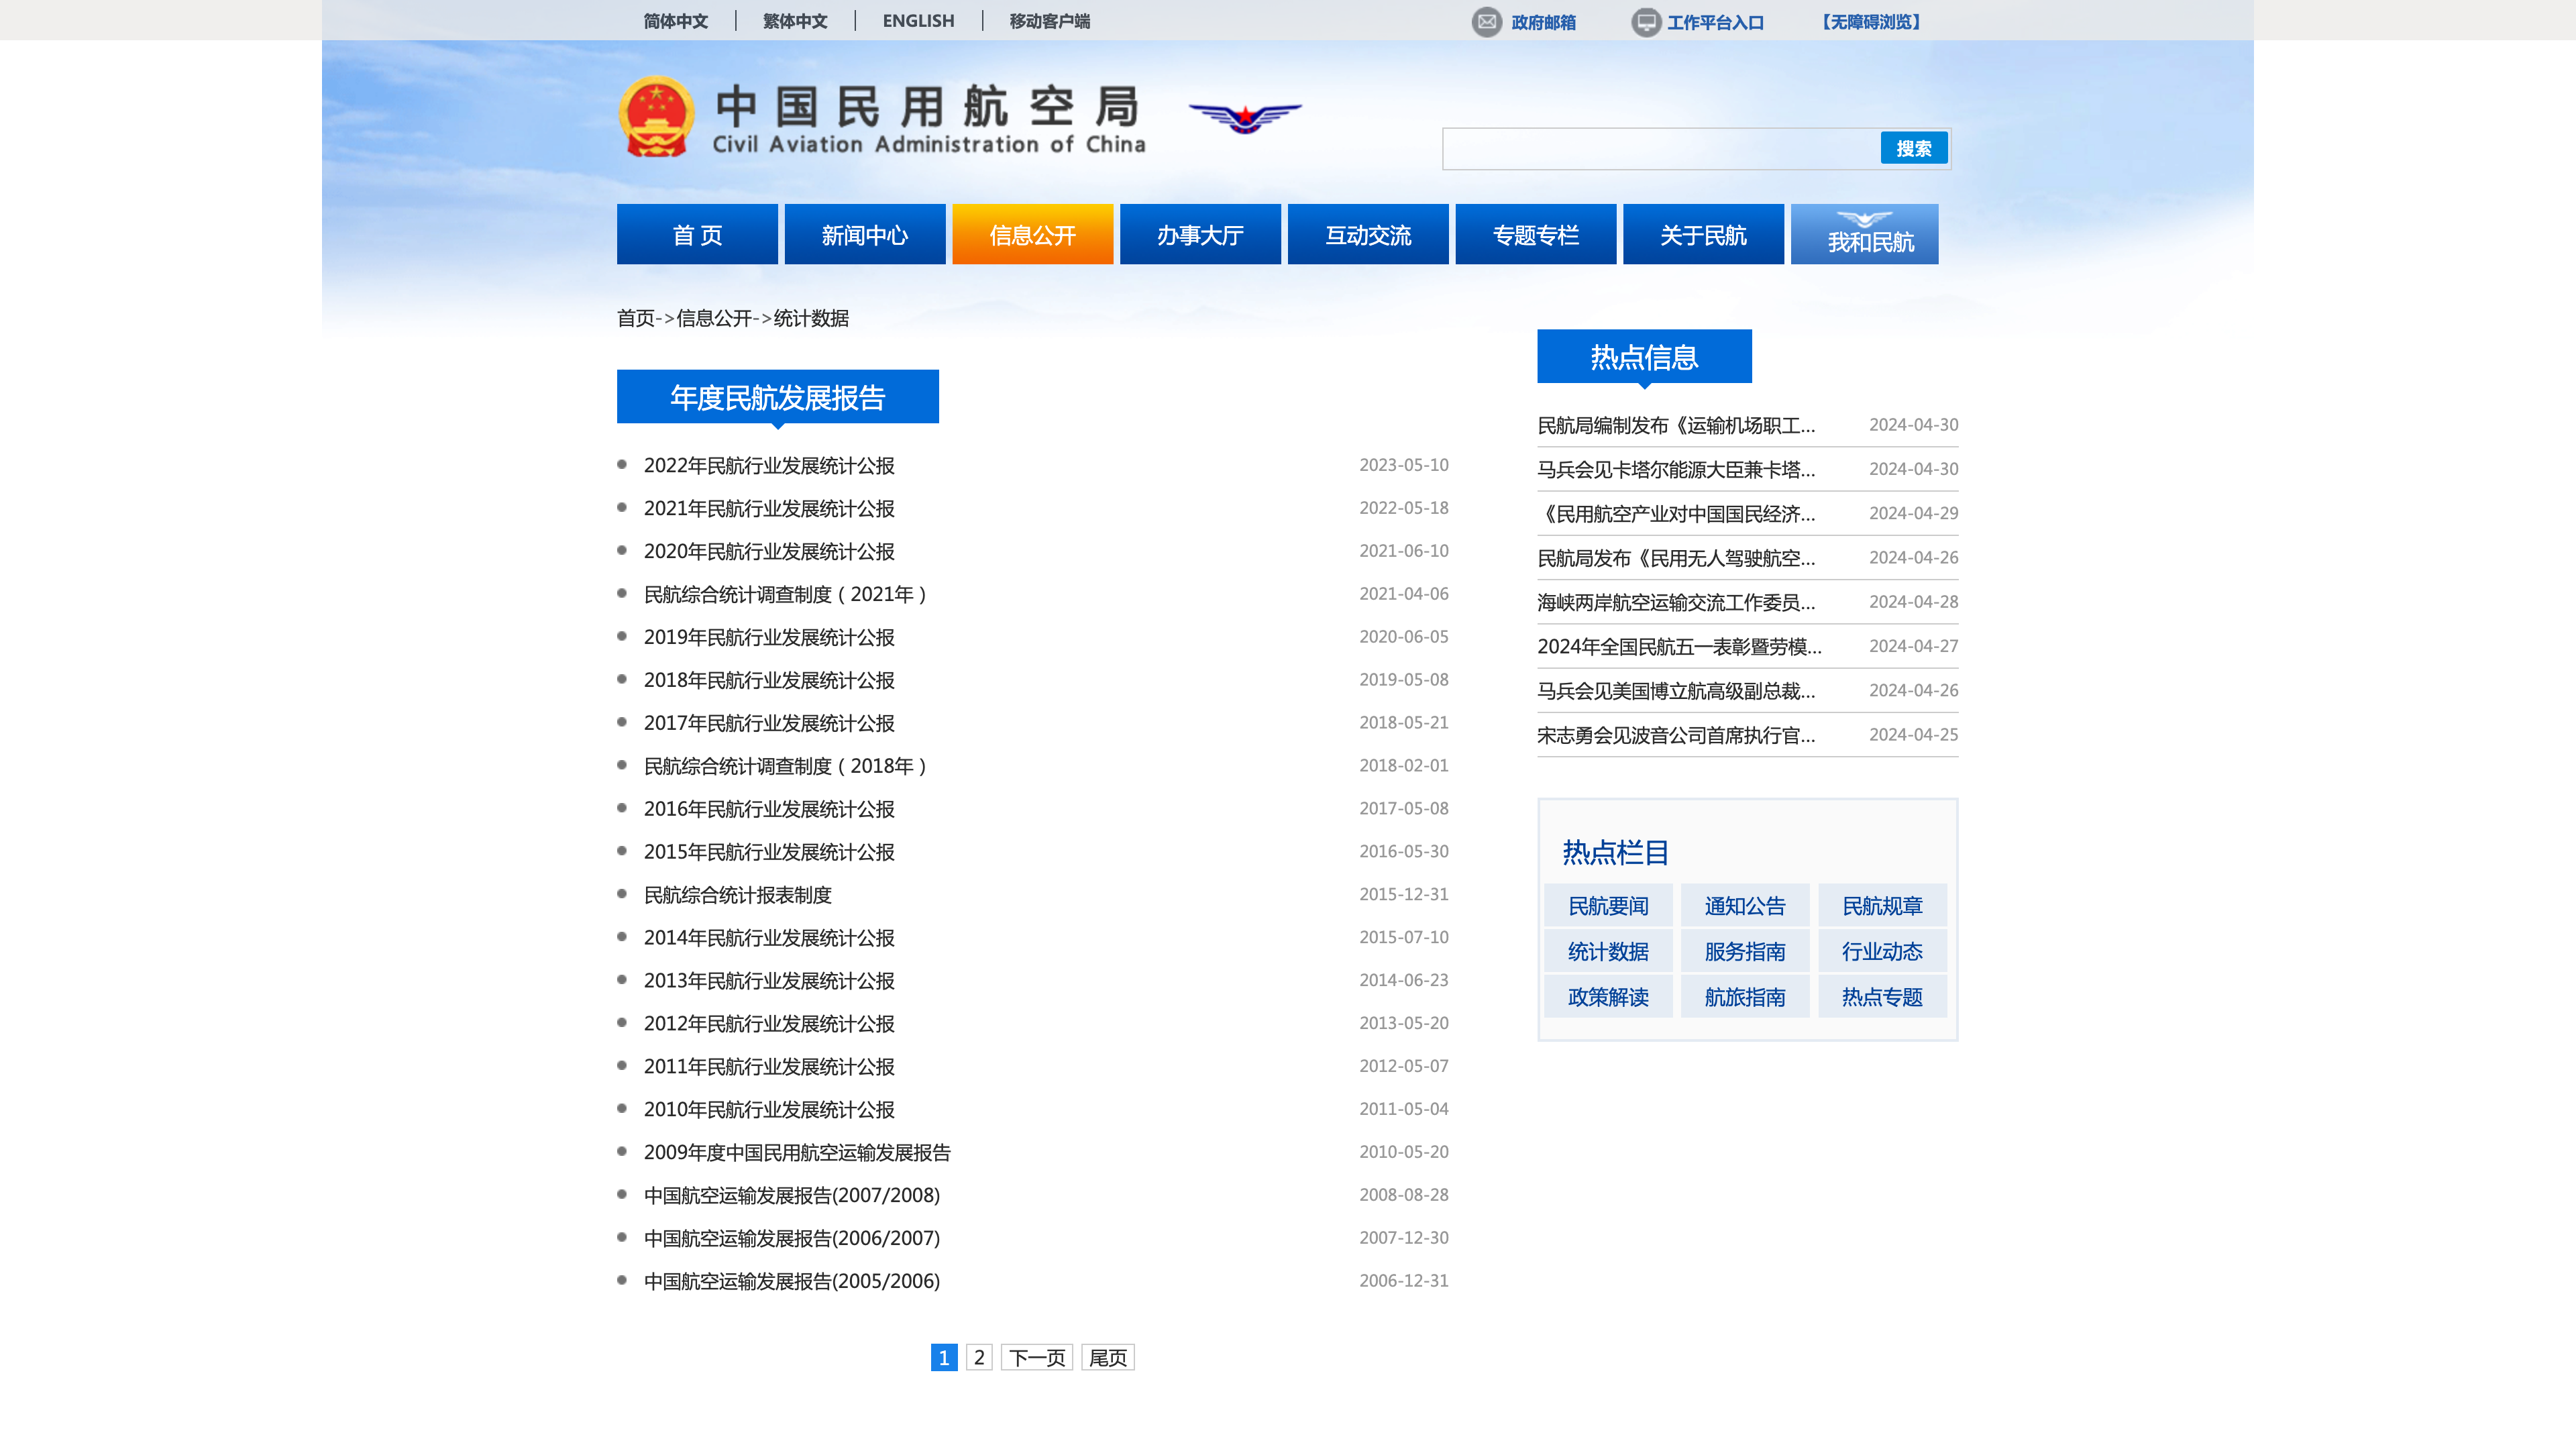 简体中文
繁体中文
ENGLISH
移动客户端
政府邮箱
工作平台入口
【无障碍浏览】
中国民用航空局
Civil Aviation Administration of China
搜索
首 页
新闻中心
信息公开
办事大厅
互动交流
专题专栏
关于民航
我和民航
首页->信息公开->统计数据
年度民航发展报告
2022年民航行业发展统计公报 2023-05-10
2021年民航行业发展统计公报 2022-05-18
2020年民航行业发展统计公报 2021-06-10
民航综合统计调查制度（2021年） 2021-04-06
2019年民航行业发展统计公报 2020-06-05
2018年民航行业发展统计公报 2019-05-08
2017年民航行业发展统计公报 2018-05-21
民航综合统计调查制度（2018年） 2018-02-01
2016年民航行业发展统计公报 2017-05-08
2015年民航行业发展统计公报 2016-05-30
民航综合统计报表制度 2015-12-31
2014年民航行业发展统计公报 2015-07-10
2013年民航行业发展统计公报 2014-06-23
2012年民航行业发展统计公报 2013-05-20
2011年民航行业发展统计公报 2012-05-07
2010年民航行业发展统计公报 2011-05-04
2009年度中国民用航空运输发展报告 2010-05-20
中国航空运输发展报告(2007/2008) 2008-08-28
中国航空运输发展报告(2006/2007) 2007-12-30
中国航空运输发展报告(2005/2006) 2006-12-31
1 2 下一页 尾页
热点信息
民航局编制发布《运输机场职工... 2024-04-30
马兵会见卡塔尔能源大臣兼卡塔... 2024-04-30
《民用航空产业对中国国民经济... 2024-04-29
民航局发布《民用无人驾驶航空... 2024-04-26
海峡两岸航空运输交流工作委员... 2024-04-28
2024年全国民航五一表彰暨劳模... 2024-04-27
马兵会见美国博立航高级副总裁... 2024-04-26
宋志勇会见波音公司首席执行官... 2024-04-25
热点栏目
民航要闻 通知公告 民航规章
统计数据 服务指南 行业动态
政策解读 航旅指南 热点专题